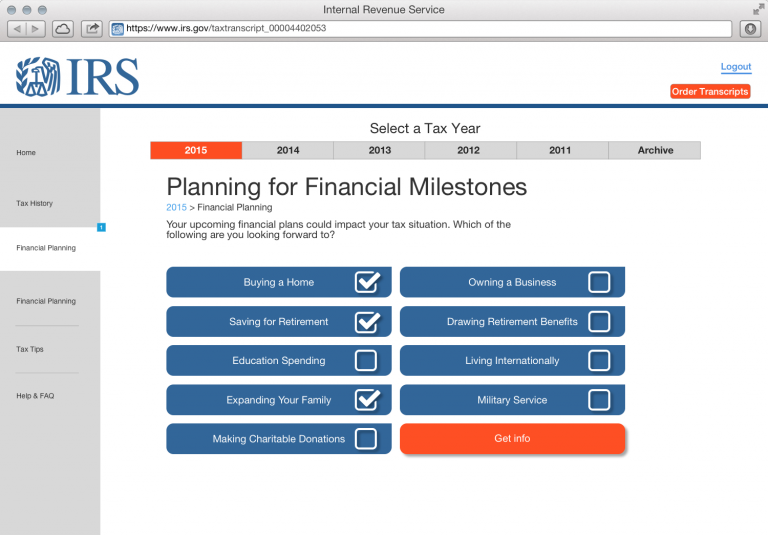 Internal Revenue Service
https://www.irs.gov/taxtranscript_00004402053
IRS
Logout
Order Transcripts
Select a Tax Year
2015 2014 2013 2012 2011 Archive
Home
Tax History
1
Financial Planning
Financial Planning
Tax Tips
Help & FAQ
Planning for Financial Milestones
2015 > Financial Planning
Your upcoming financial plans could impact your tax situation. Which of the
following are you looking forward to?
Buying a Home
Owning a Business
Saving for Retirement
Drawing Retirement Benefits
Education Spending
Living Internationally
Expanding Your Family
Military Service
Making Charitable Donations
Get info